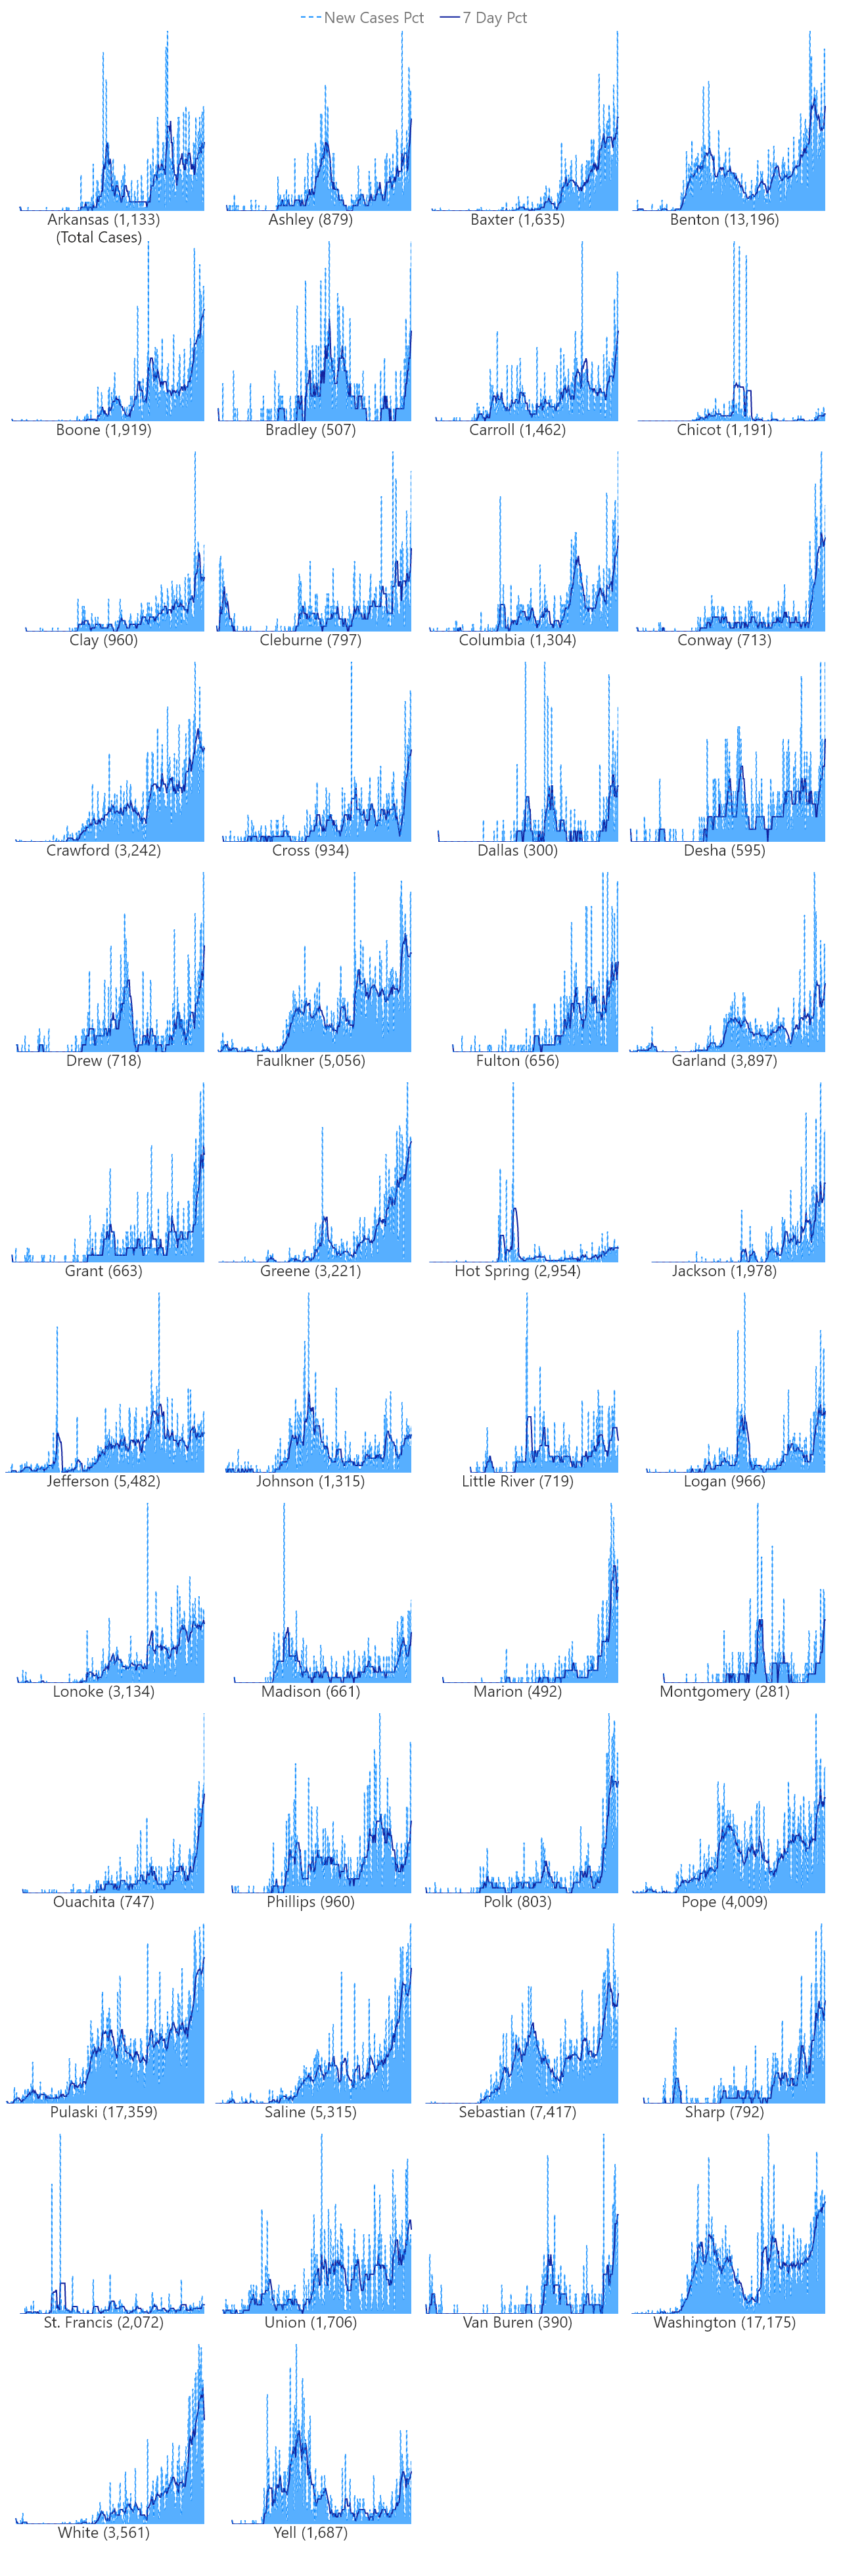 New Cases Pct 7 Day Pct
Arkansas (1,133) Ashley (879) Baxter (1,635) Benton (13,196)
(Total Cases)
Boone (1,919) Bradley (507) Carroll (1,462) Chicot (1,191)
Clay (960) Cleburne (797) Columbia (1,304) Conway (713)
Crawford (3,242) Cross (934) Dallas (300) Desha (595)
Drew (718) Faulkner (5,056) Fulton (656) Garland (3,897)
Grant (663) Greene (3,221) Hot Spring (2,954) Jackson (1,978)
Jefferson (5,482) Johnson (1,315) Little River (719) Logan (966)
Lonoke (3,134) Madison (661) Marion (492) Montgomery (281)
Ouachita (747) Phillips (960) Polk (803) Pope (4,009)
Pulaski (17,359) Saline (5,315) Sebastian (7,417) Sharp (792)
St. Francis (2,072) Union (1,706) Van Buren (390) Washington (17,175)
White (3,561) Yell (1,687)